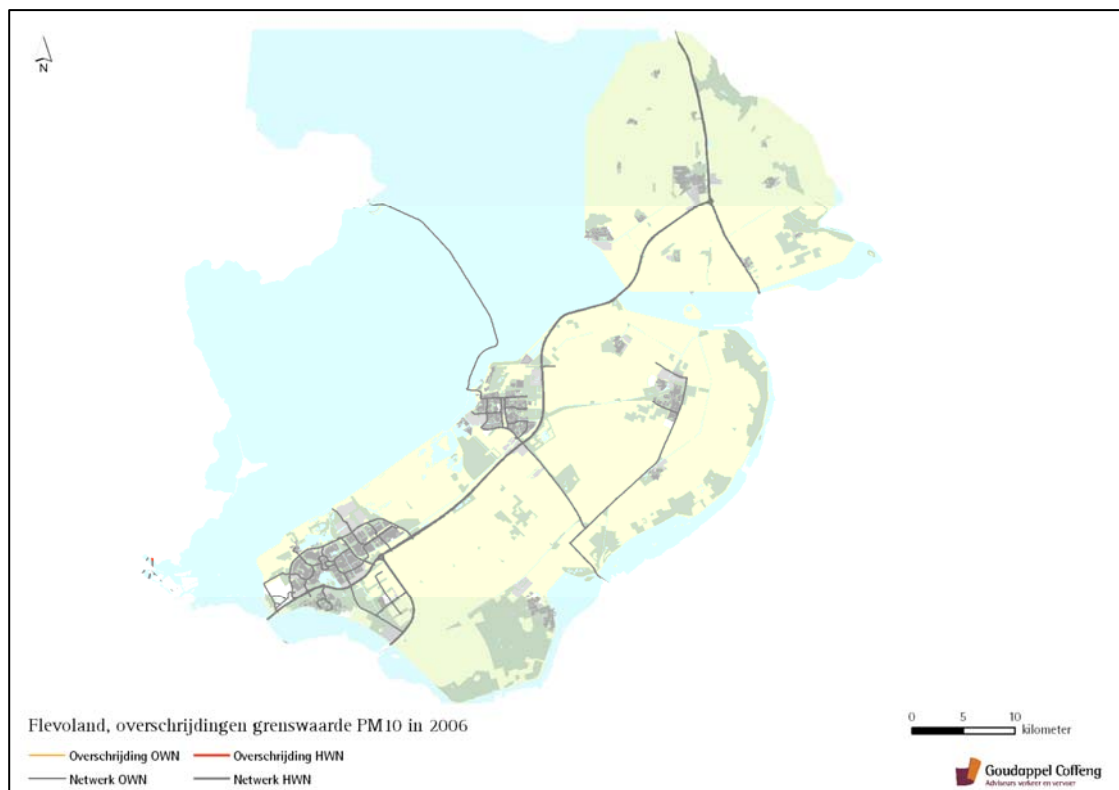 N
Flevoland, overschrijdingen grenswaarde PM10 in 2006
Overschrijding OWN
Overschrijding HWN
Netwerk OWN
Netwerk HWN
0 5 10
kilometer
Goudappel Coffeng
Adviseurs verkeer en vervoer